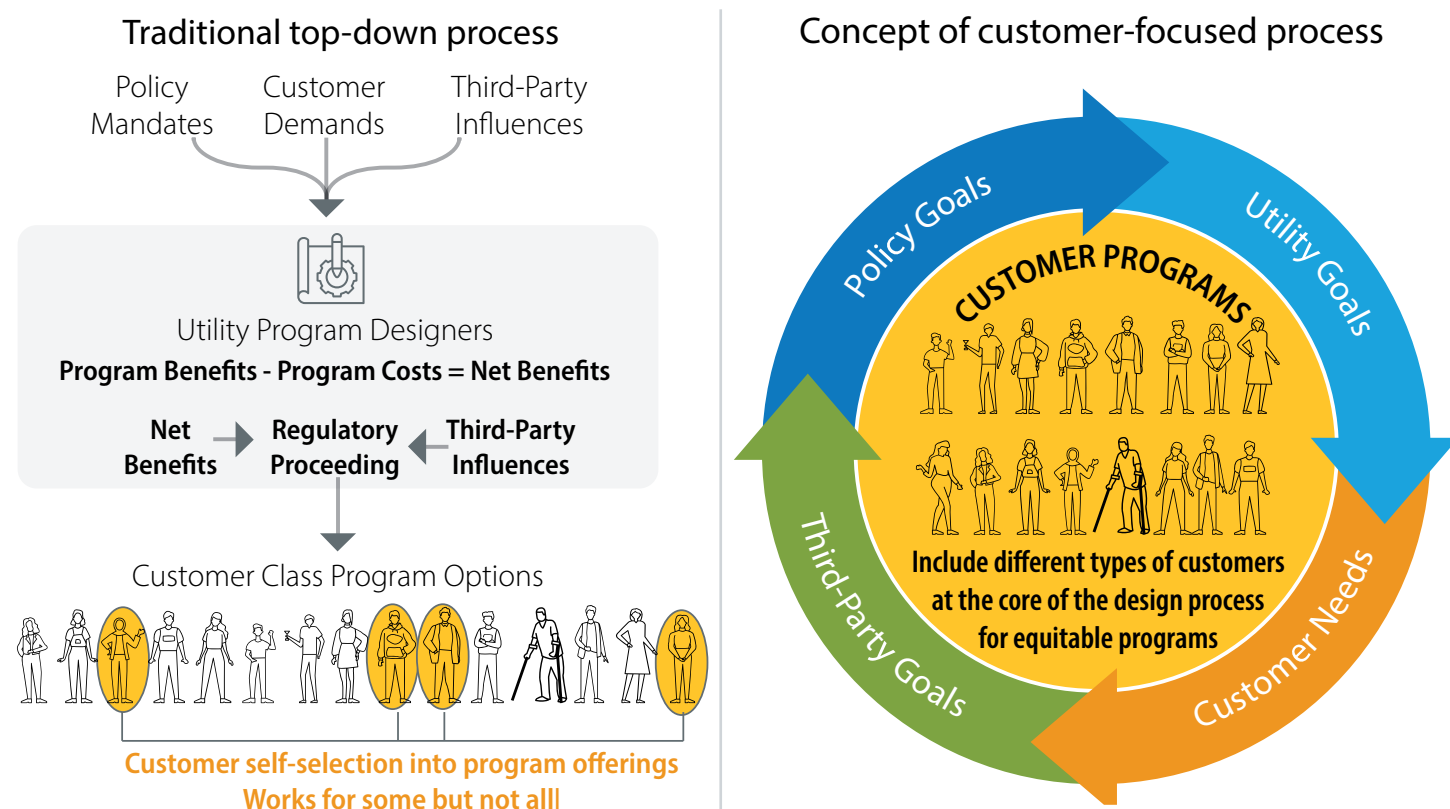 Traditional top-down process
Policy
Mandates
Customer
Demands
Third-Party
Influences
Utility Program Designers
Program Benefits - Program Costs = Net Benefits
Net
Benefits
Regulatory
Proceeding
Third-Party
Influences
Customer Class Program Options
Customer self-selection into program offerings
Works for some but not all
Concept of customer-focused process
Policy Goals
Utility Goals
Customer Needs
Third-Party Goals
CUSTOMER PROGRAMS
Include different types of customers
at the core of the design process
for equitable programs